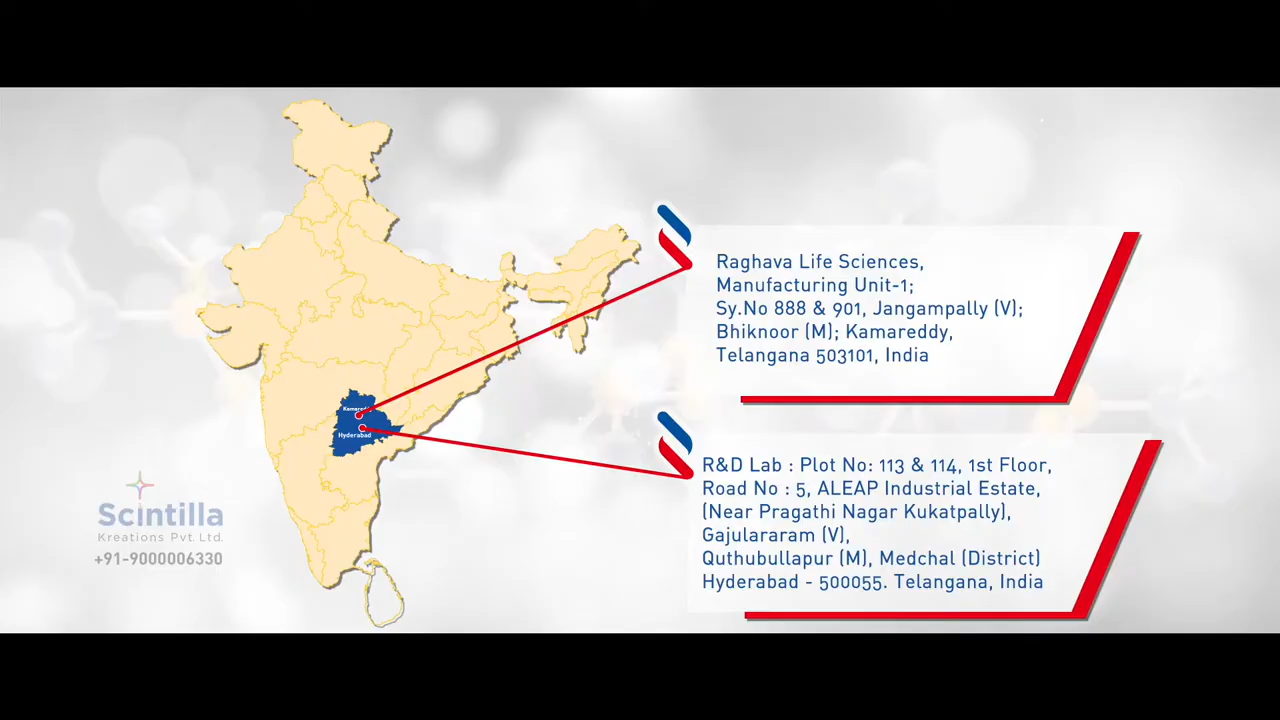 Raghava Life Sciences,
Manufacturing Unit-1;
Sy.No 888 & 901, Jangampally (V);
Bhiknoor (M); Kamareddy,
Telangana 503101, India
Hyderabad
R&D Lab : Plot No: 113 & 114, 1st Floor,
Road No : 5, ALEAP Industrial Estate,
(Near Pragathi Nagar Kukatpally),
Gajulararam (V),
Quthubullapur (M), Medchal (District)
Hyderabad - 500055. Telangana, India
Scintilla
Kreations Pvt. Ltd.
+91-9000006330